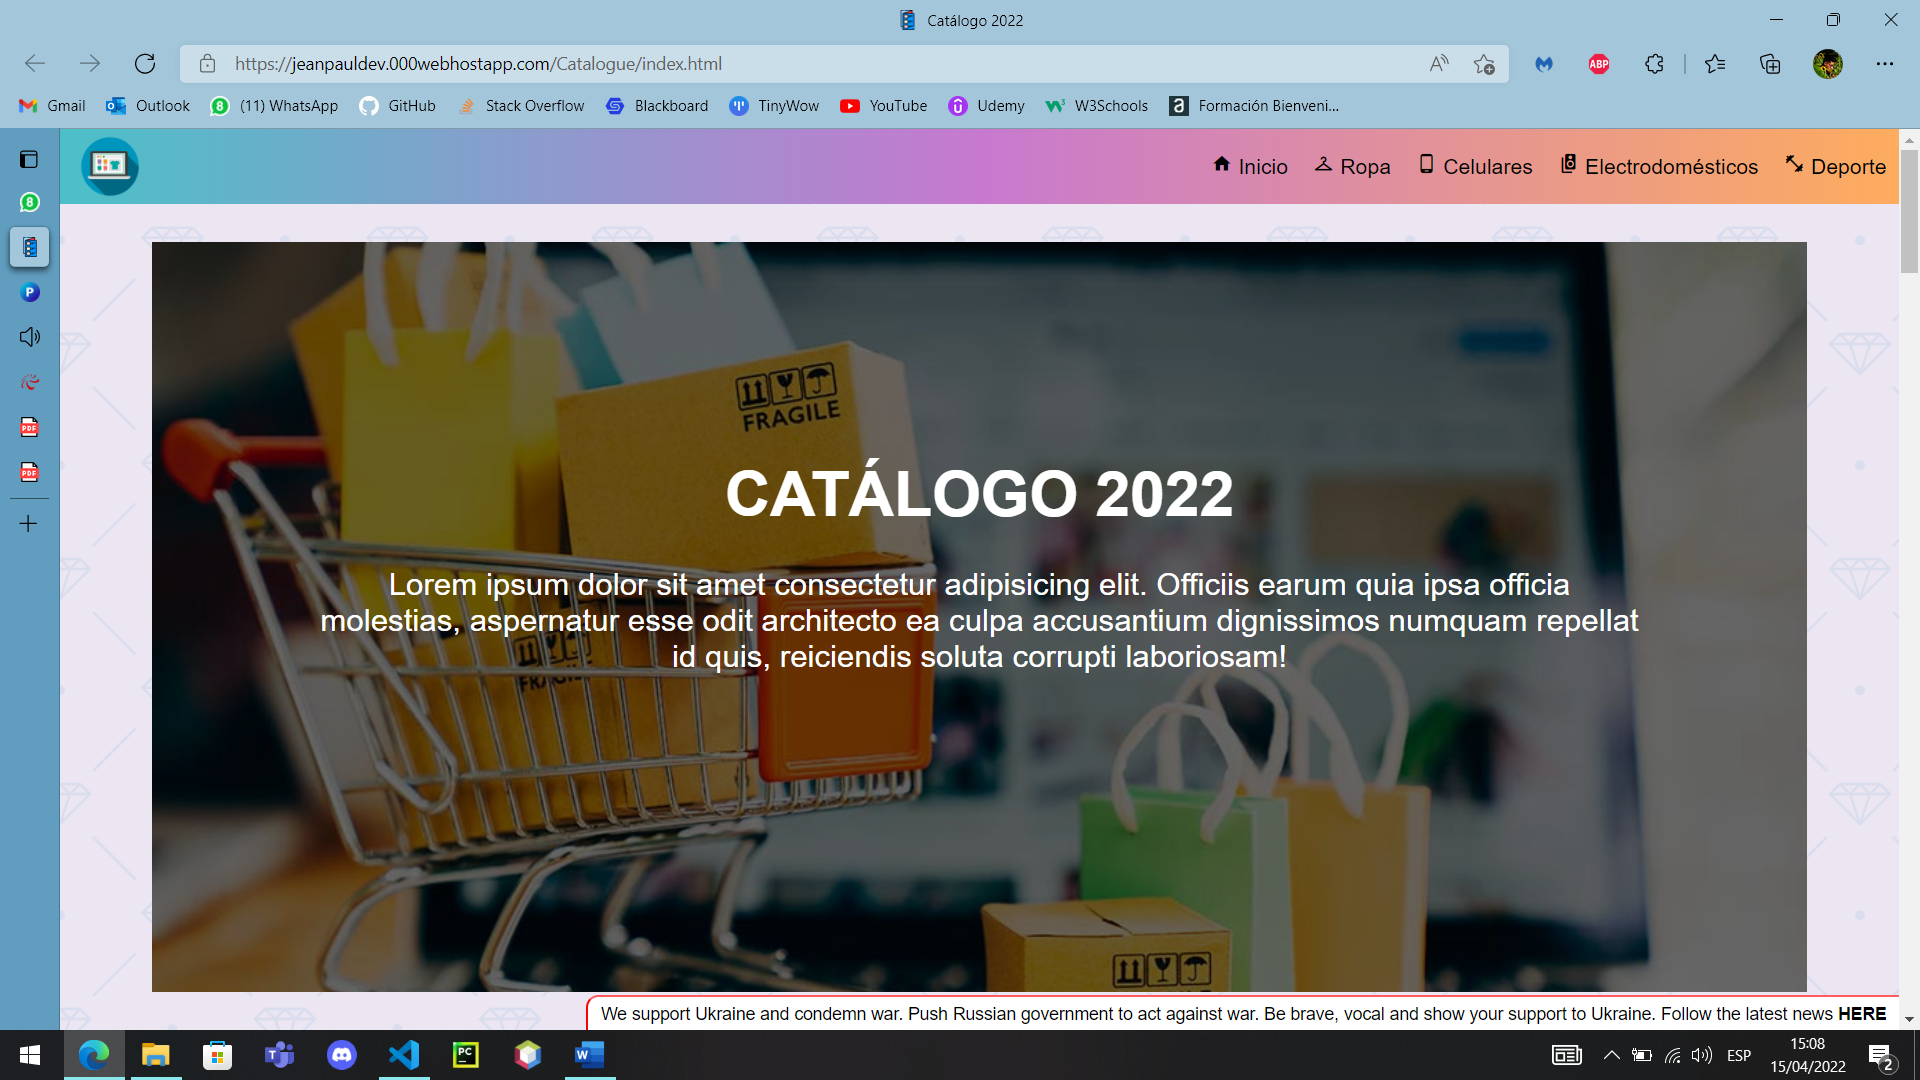 Catálogo 2022
https://jeanpauldev.000webhostapp.com/Catalogue/index.html
ABP
Gmail Outlook (11) WhatsApp GitHub Stack Overflow Blackboard TinyWow YouTube Udemy W3Schools Formación Bienveni...
Inicio Ropa Celulares Electrodomésticos Deporte
FRAGILE
CATÁLOGO 2022
Lorem ipsum dolor sit amet consectetur adipisicing elit. Officiis earum quia ipsa officia
molestias, aspernatur esse odit architecto ea culpa accusantium dignissimos numquam repellat
id quis, reiciendis soluta corrupti laboriosam!
We support Ukraine and condemn war. Push Russian government to act against war. Be brave, vocal and show your support to Ukraine. Follow the latest news HERE
ESP
15:08
15/04/2022
2